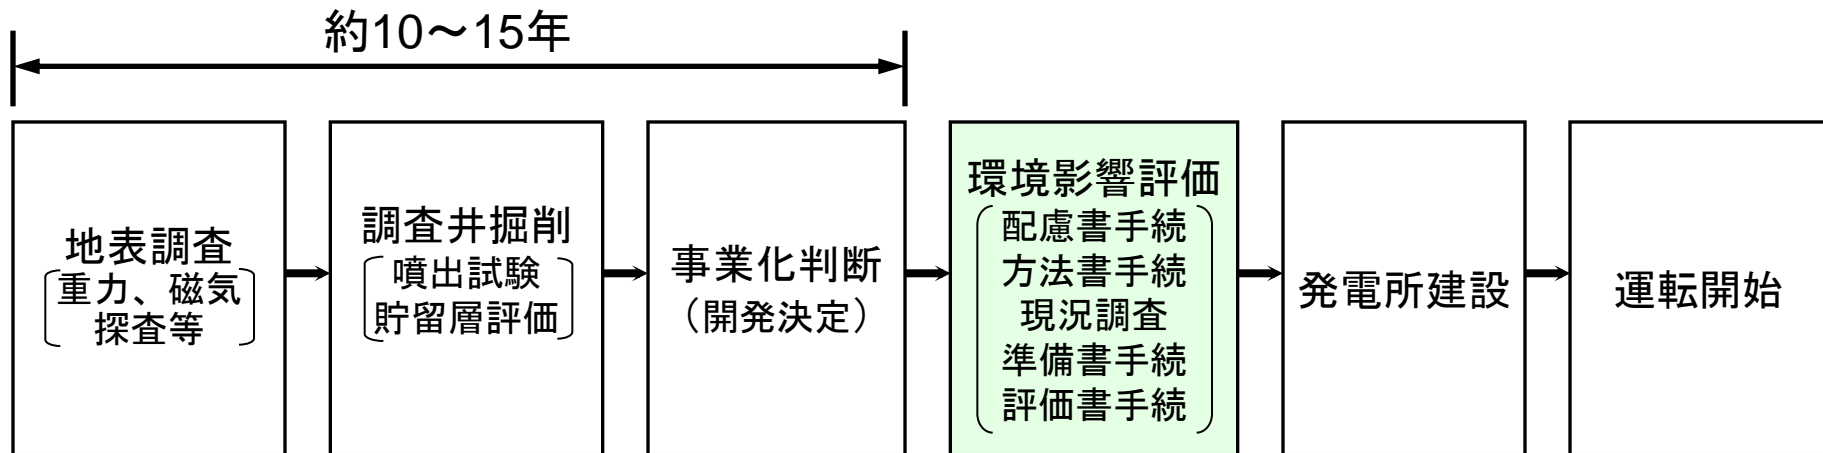 約10～15年
地表調査
重力、磁気
探査等
調査井掘削
噴出試験
貯留層評価
事業化判断
（開発決定）
環境影響評価
配慮書手続
方法書手続
現況調査
準備書手続
評価書手続
発電所建設
運転開始